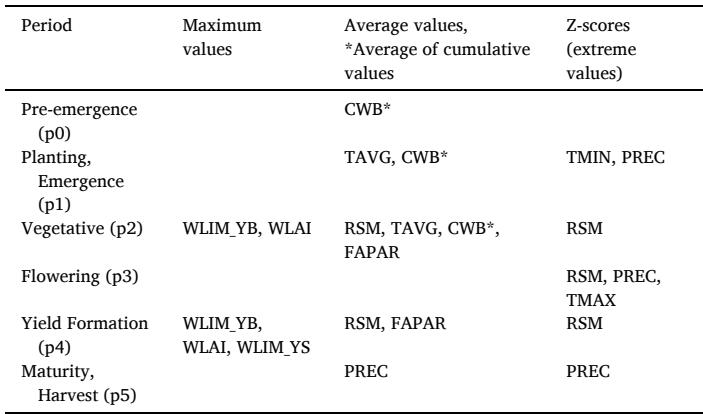 Period Maximum values Average values, *Average of cumulative values Z-scores (extreme values)
Pre-emergence (p0) CWB*
Planting, Emergence (p1) TAVG, CWB* TMIN, PREC
Vegetative (p2) WLIM_YB, WLAI RSM, TAVG, CWB*, FAPAR RSM
Flowering (p3) RSM, PREC, TMAX
Yield Formation (p4) WLIM_YB, WLAI, WLIM_YS RSM, FAPAR RSM
Maturity, Harvest (p5) PREC PREC